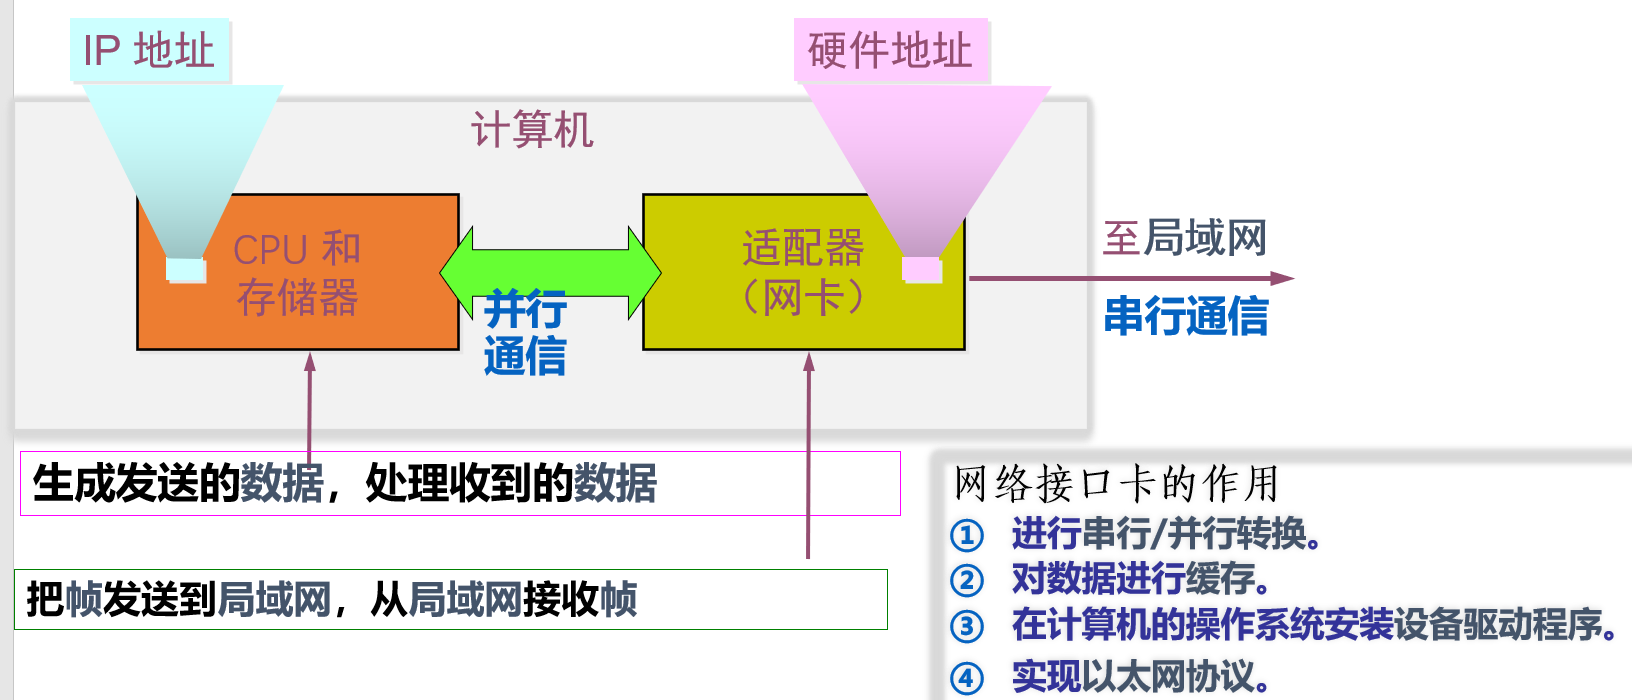 IP 地址
硬件地址
计算机
CPU 和
存储器
适配器
（网卡）
并行
通信
至局域网
串行通信
生成发送的数据，处理收到的数据
把帧发送到局域网，从局域网接收帧
网络接口卡的作用
① 进行串行/并行转换。
② 对数据进行缓存。
③ 在计算机的操作系统安装设备驱动程序。
④ 实现以太网协议。